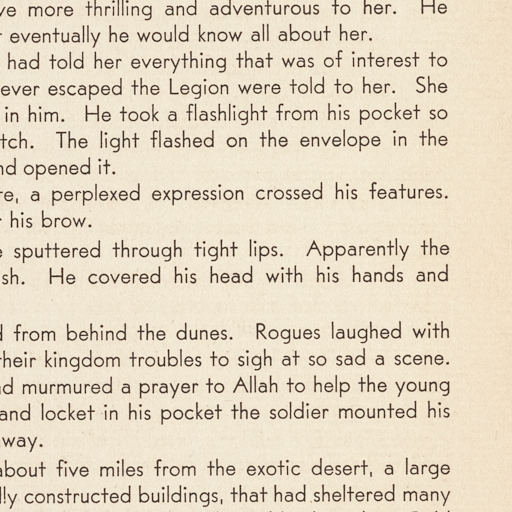 ve more thrilling and adventurous to her. He
eventually he would know all about her.
had told her everything that was of interest to
ever escaped the Legion were told to her. She
in him. He took a flashlight from his pocket so
tch. The light flashed on the envelope in the
nd opened it.
re, a perplexed expression crossed his features.
his brow.
e sputtered through tight lips. Apparently the
sh. He covered his head with his hands and
d from behind the dunes. Rogues laughed with
their kingdom troubles to sigh at so sad a scene.
nd murmured a prayer to Allah to help the young
and locket in his pocket the soldier mounted his
way.
about five miles from the exotic desert, a large
lly constructed buildings, that had sheltered many